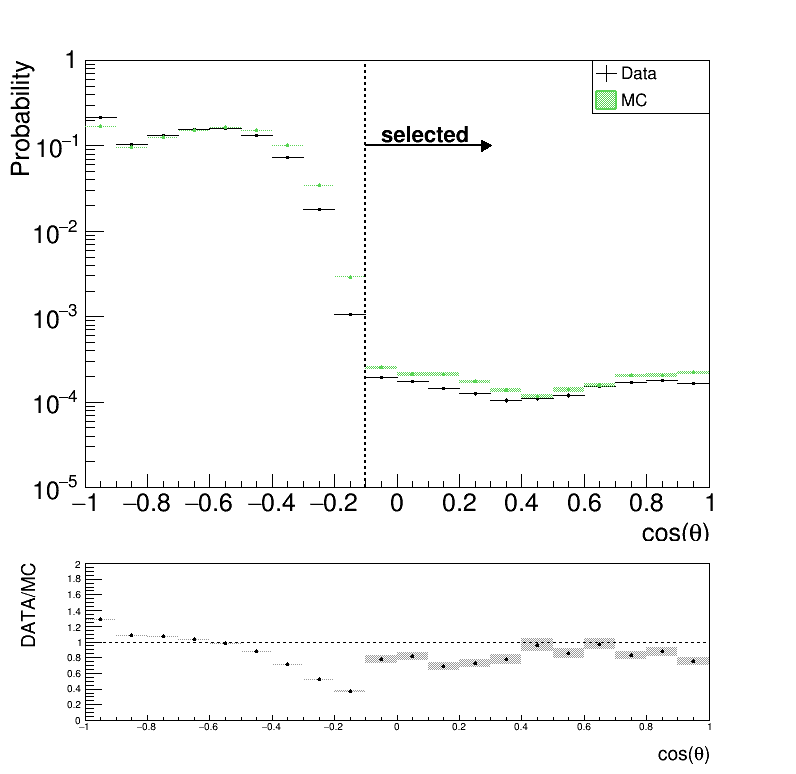 Probability
1
10⁻¹
10⁻²
10⁻³
10⁻⁴
10⁻⁵
Data
MC
selected
−1 −0.8 −0.6 −0.4 −0.2 0 0.2 0.4 0.6 0.8 1
cos(θ)
DATA/MC
2
1.8
1.6
1.4
1.2
1
0.8
0.6
0.4
0.2
0
−1 −0.8 −0.6 −0.4 −0.2 0 0.2 0.4 0.6 0.8 1
cos(θ)